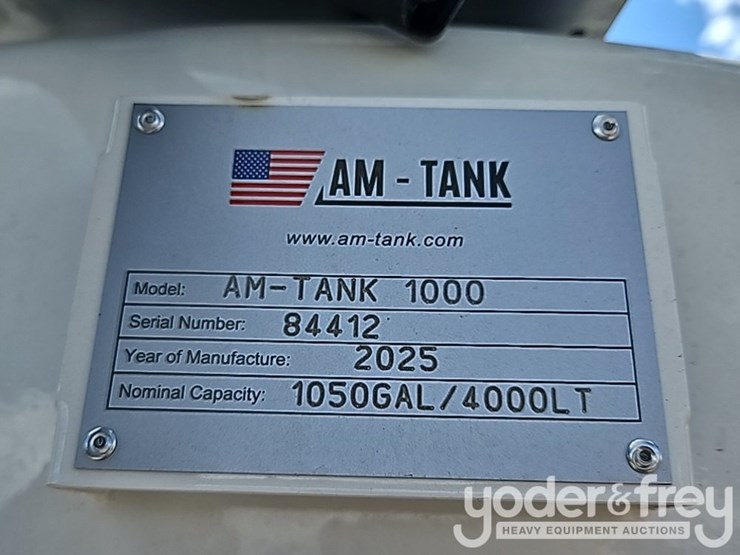 AM - TANK
www.am-tank.com
Model: AM-TANK 1000
Serial Number: 84412
Year of Manufacture: 2025
Nominal Capacity: 1050GAL/4000LT
yoder&frey
HEAVY EQUIPMENT AUCTIONS